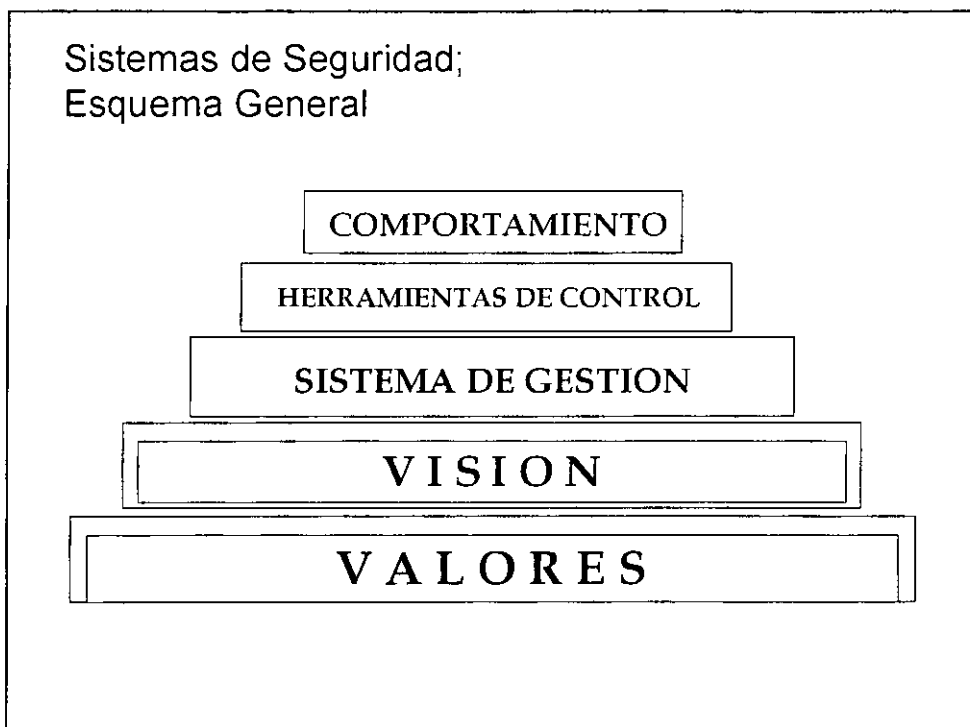 Sistemas de Seguridad;
Esquema General
COMPORTAMIENTO
HERRAMIENTAS DE CONTROL
SISTEMA DE GESTION
VISION
VALORES